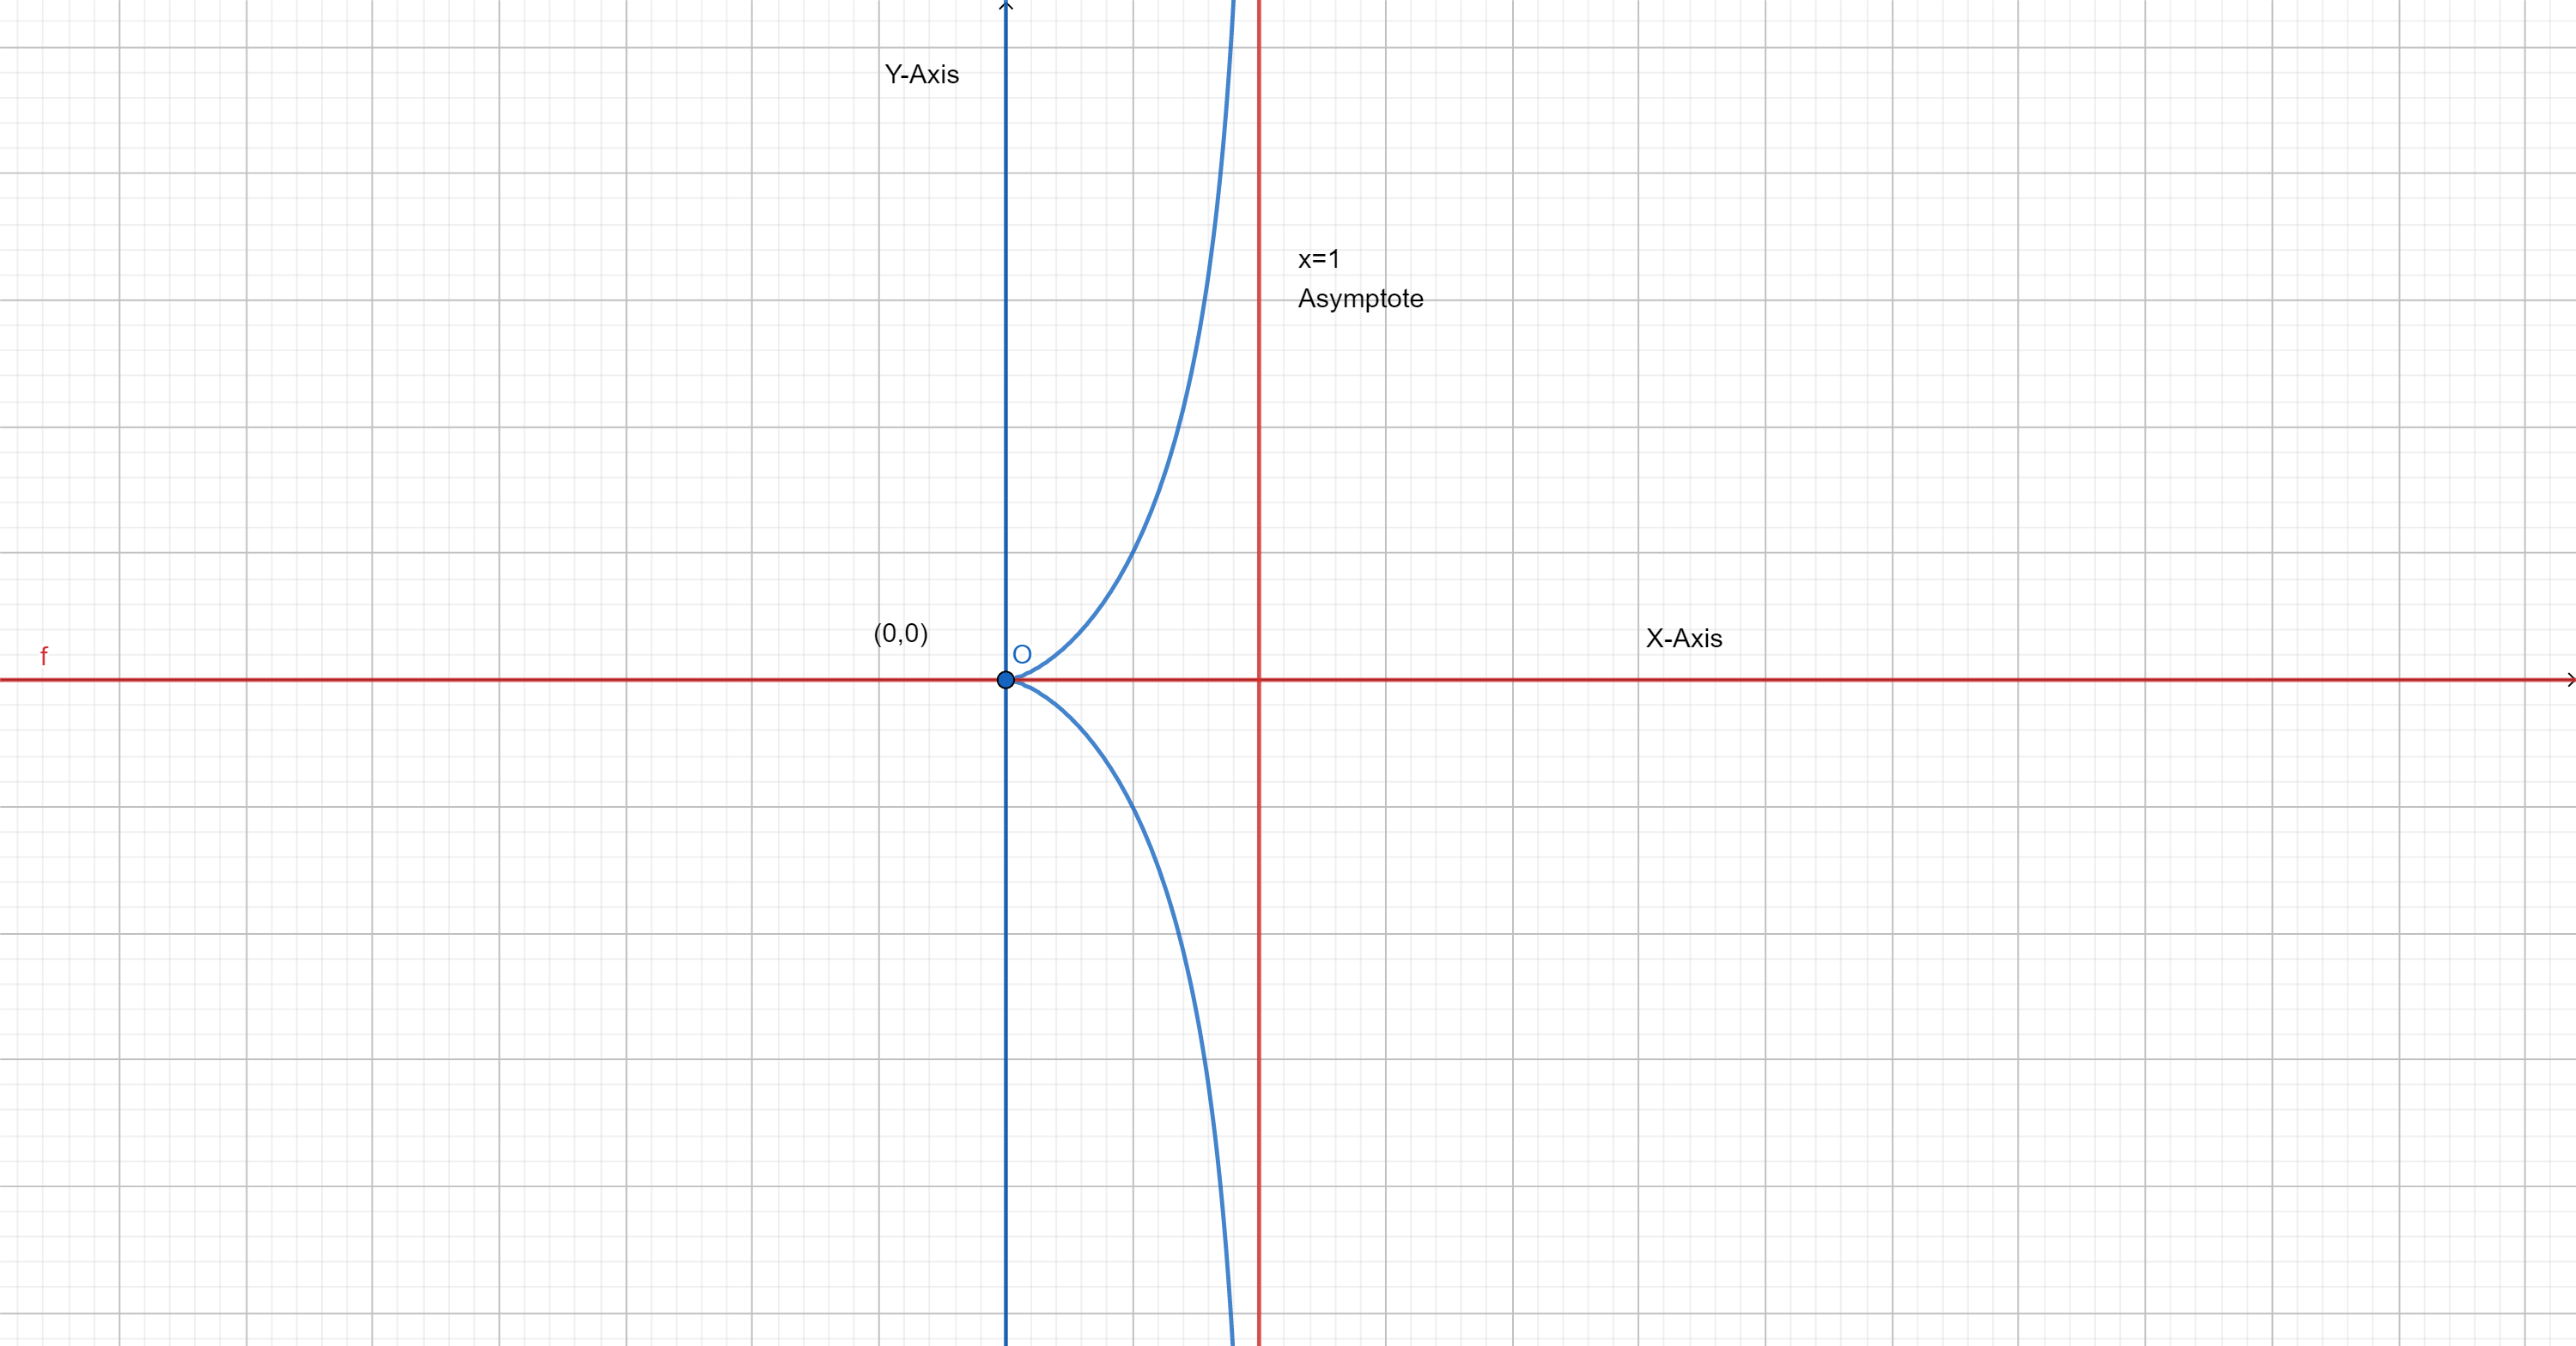 Y-Axis
x=1
Asymptote
(0,0)
O
X-Axis
f